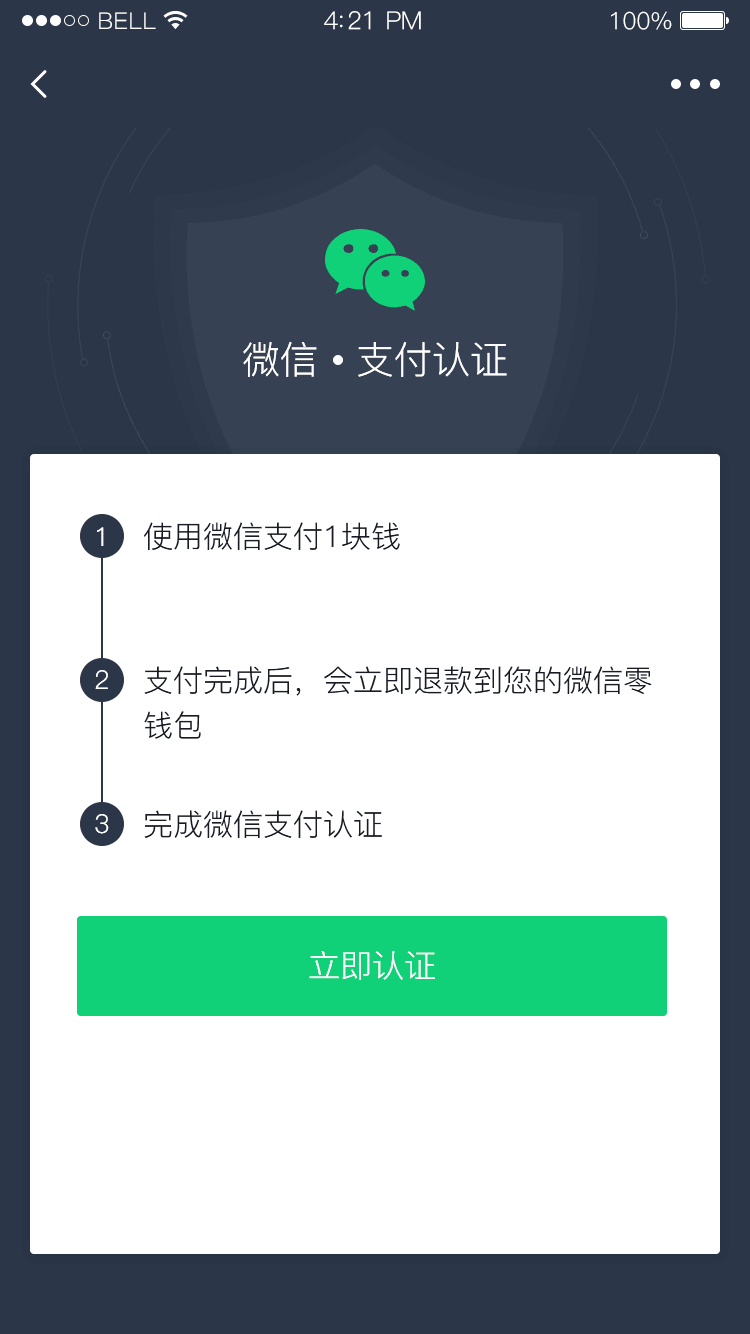 BELL 4:21 PM 100%
微信·支付认证
1 使用微信支付1块钱
2 支付完成后，会立即退款到您的微信零
钱包
3 完成微信支付认证
立即认证